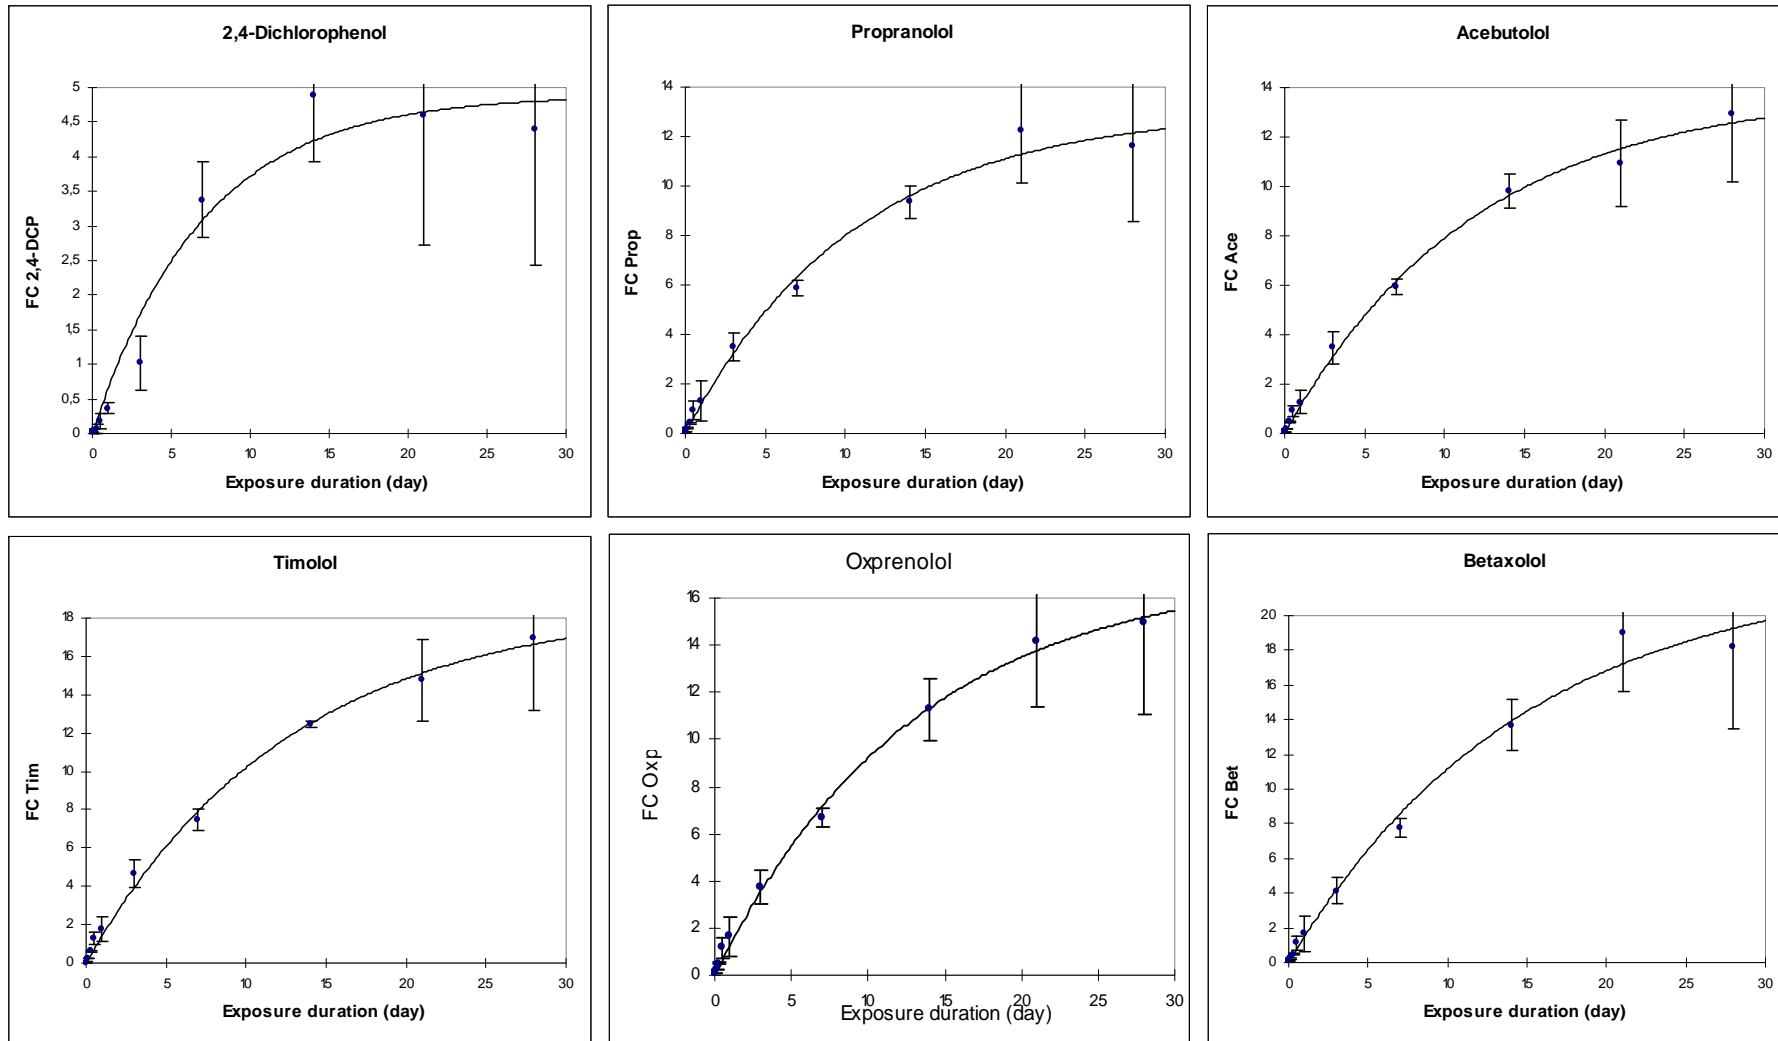 2,4-Dichlorophenol
5
4,5
4
3,5
3
2,5
2
1,5
1
0,5
0
FC 2,4-DCP
0 5 10 15 20 25 30
Exposure duration (day)
Propranolol
14
12
10
8
6
4
2
0
FC Prop
0 5 10 15 20 25 30
Exposure duration (day)
Acebutolol
14
12
10
8
6
4
2
0
FC Ace
0 5 10 15 20 25 30
Exposure duration (day)
Timolol
18
16
14
12
10
8
6
4
2
0
FC Tim
0 5 10 15 20 25 30
Exposure duration (day)
Oxprenolol
16
14
12
10
8
6
4
2
0
FC Oxp
0 5 10 15 20 25 30
Exposure duration (day)
Betaxolol
20
18
16
14
12
10
8
6
4
2
0
FC Bet
0 5 10 15 20 25 30
Exposure duration (day)